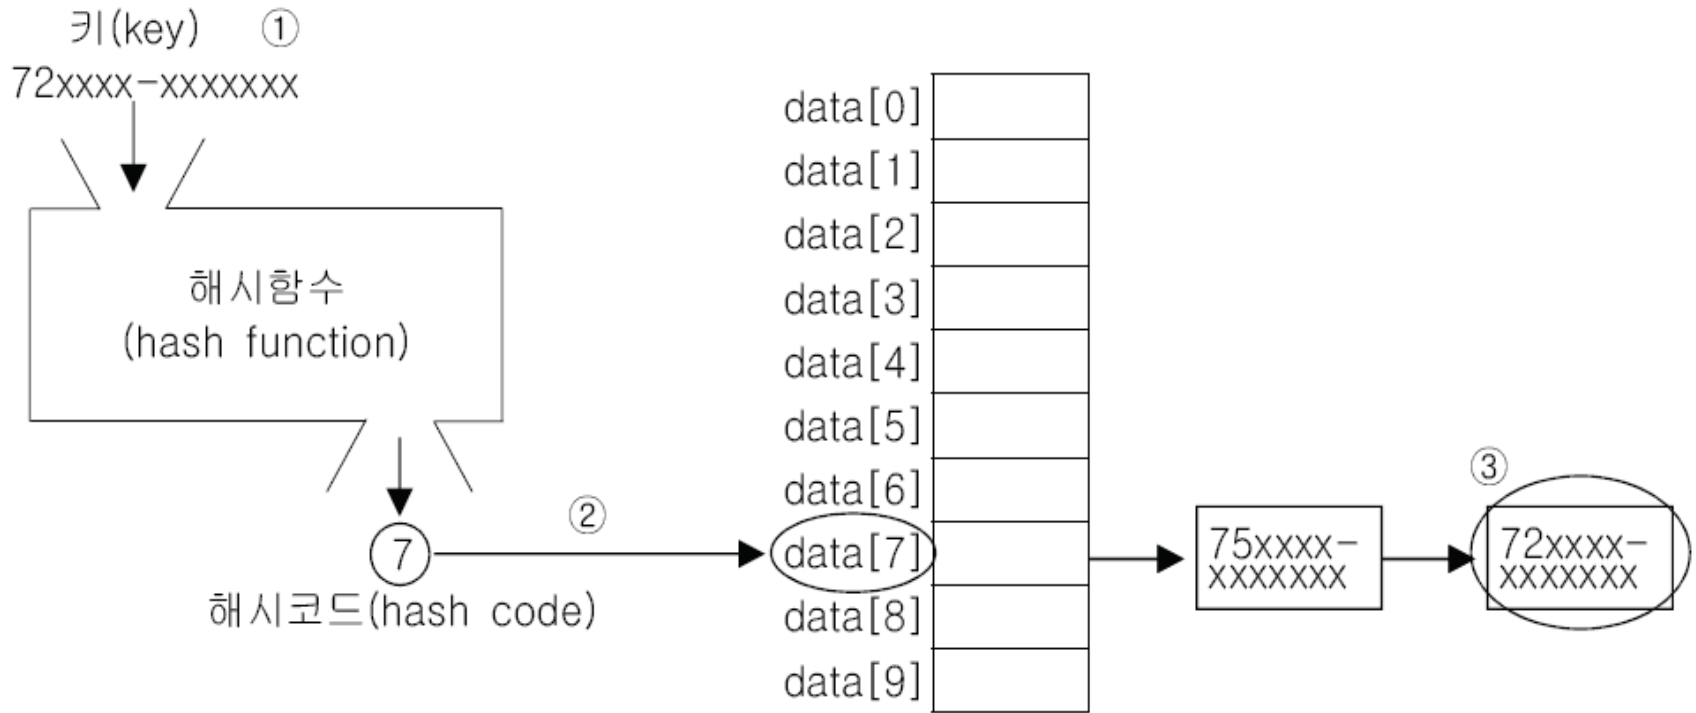 키(key) ①
72xxxx-xxxxxxx
해시함수
(hash function)
7
해시코드(hash code)
②
data[0]
data[1]
data[2]
data[3]
data[4]
data[5]
data[6]
data[7]
data[8]
data[9]
75xxxx-
xxxxxxx
③
72xxxx-
xxxxxxx